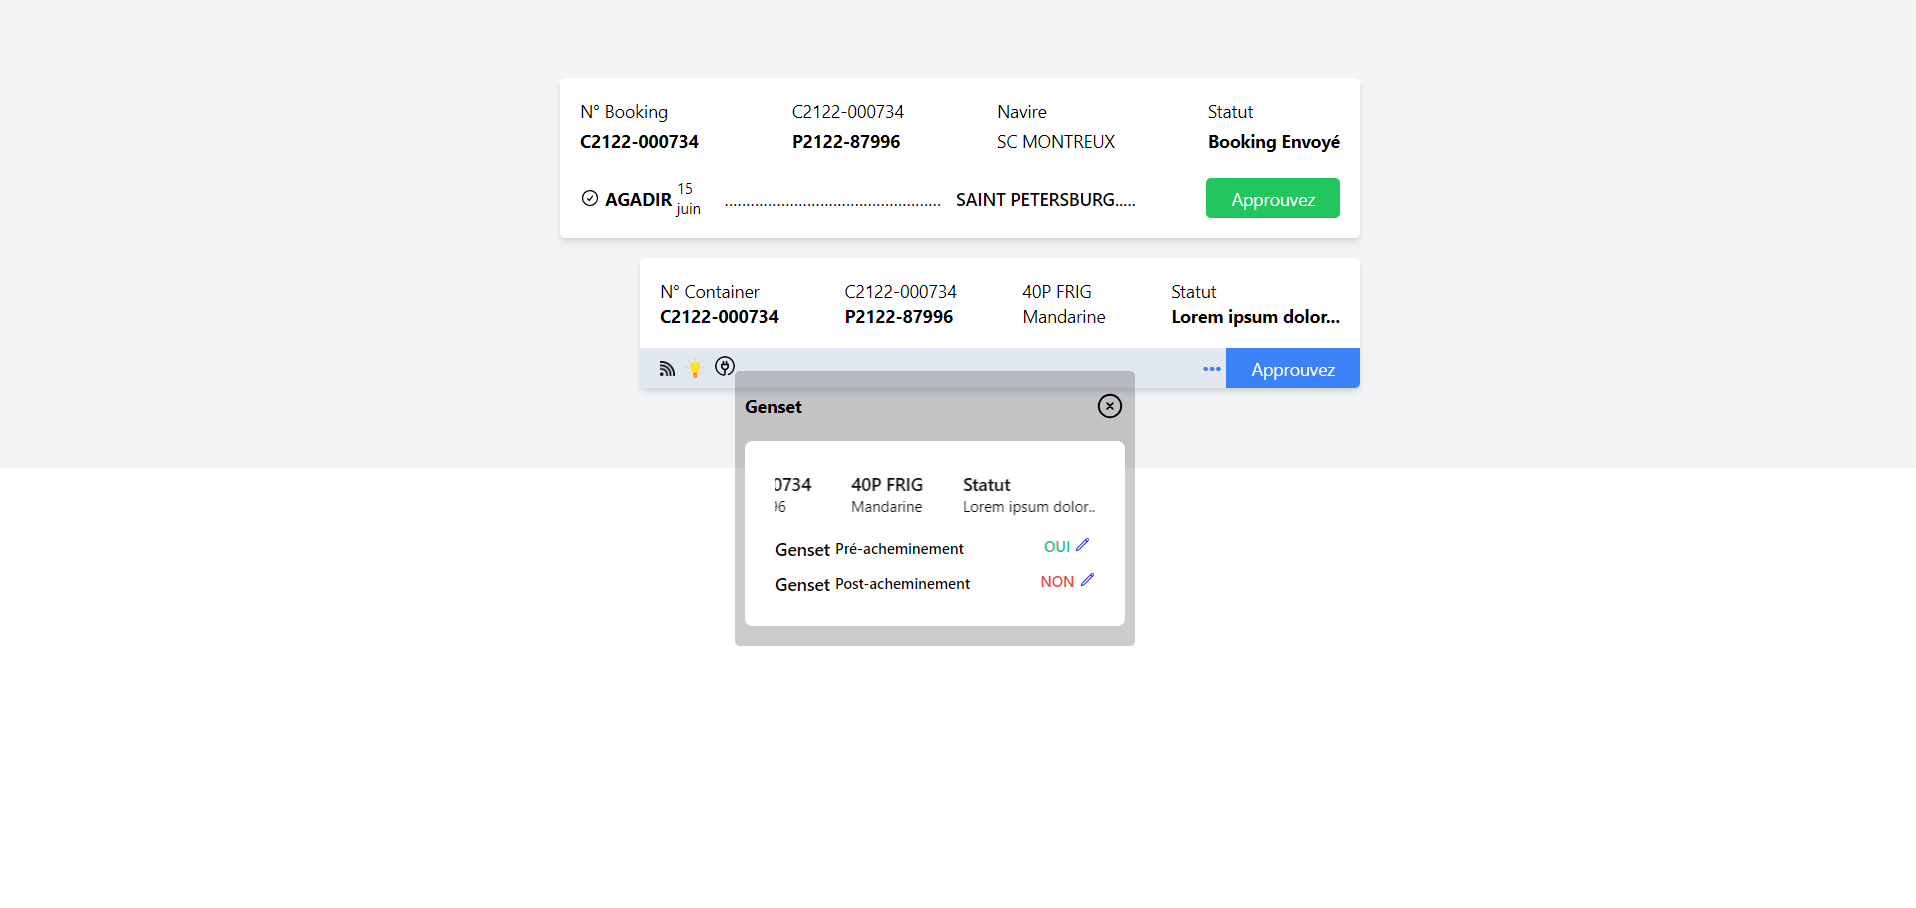 N° Booking C2122-000734 Navire Statut
C2122-000734 P2122-87996 SC MONTREUX Booking Envoyé
AGADIR 15 juin .................................................. SAINT PETERSBURG..... Approuvez
N° Container C2122-000734 40P FRIG Statut
C2122-000734 P2122-87996 Mandarine Lorem ipsum dolor...
••• Approuvez
Genset
0734 40P FRIG Statut
96 Mandarine Lorem ipsum dolor..
Genset Pré-acheminement OUI
Genset Post-acheminement NON